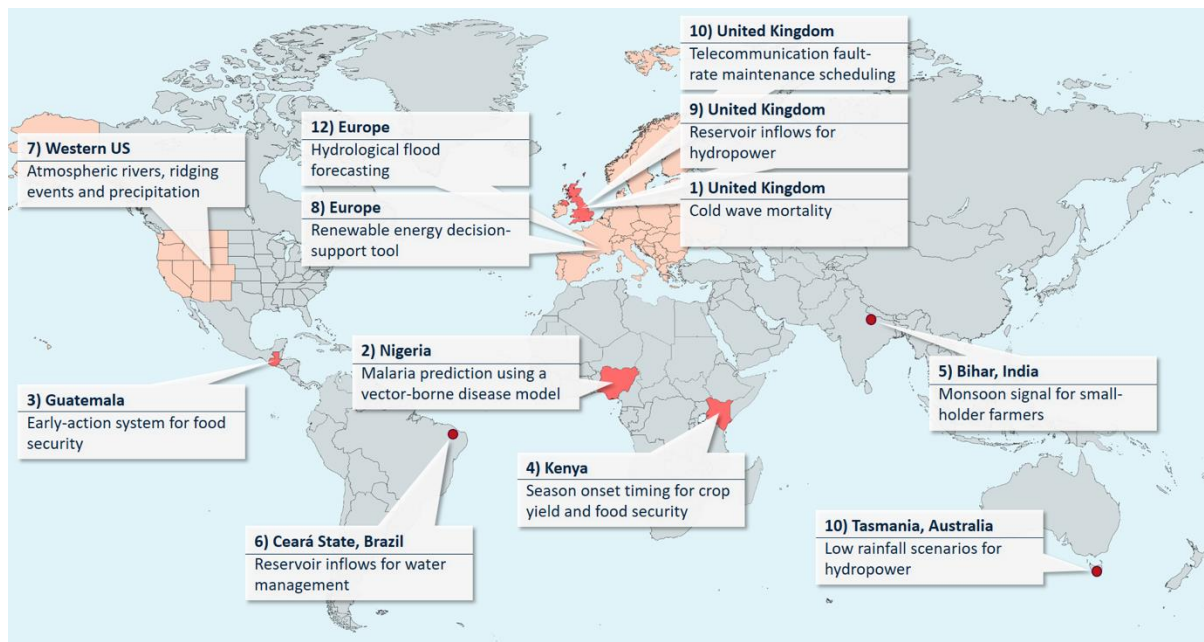 10) United Kingdom
Telecommunication fault-
rate maintenance scheduling
9) United Kingdom
Reservoir inflows for
hydropower
1) United Kingdom
Cold wave mortality
12) Europe
Hydrological flood
forecasting
8) Europe
Renewable energy decision-
support tool
7) Western US
Atmospheric rivers, ridging
events and precipitation
3) Guatemala
Early-action system for food
security
2) Nigeria
Malaria prediction using a
vector-borne disease model
5) Bihar, India
Monsoon signal for small-
holder farmers
4) Kenya
Season onset timing for crop
yield and food security
6) Ceará State, Brazil
Reservoir inflows for water
management
10) Tasmania, Australia
Low rainfall scenarios for
hydropower